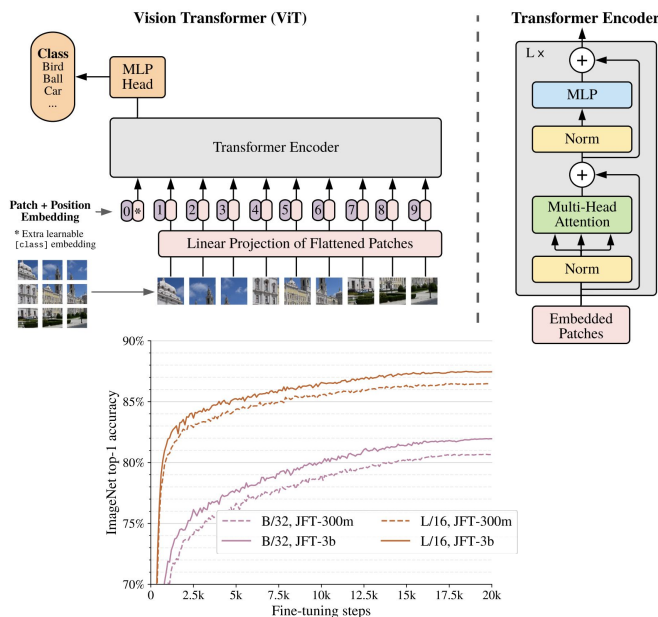 Vision Transformer (ViT)
Class
Bird
Ball
Car
...
MLP
Head
Transformer Encoder
Patch + Position
Embedding
* Extra learnable
[class] embedding
0 * 1 2 3 4 5 6 7 8 9
Linear Projection of Flattened Patches
Transformer Encoder
L ×
+
MLP
Norm
+
Multi-Head
Attention
Norm
Embedded
Patches
ImageNet top-1 accuracy
90%
85%
80%
75%
70%
B/32, JFT-300m
B/32, JFT-3b
L/16, JFT-300m
L/16, JFT-3b
0 2.5k 5k 7.5k 10k 12.5k 15k 17.5k 20k
Fine-tuning steps